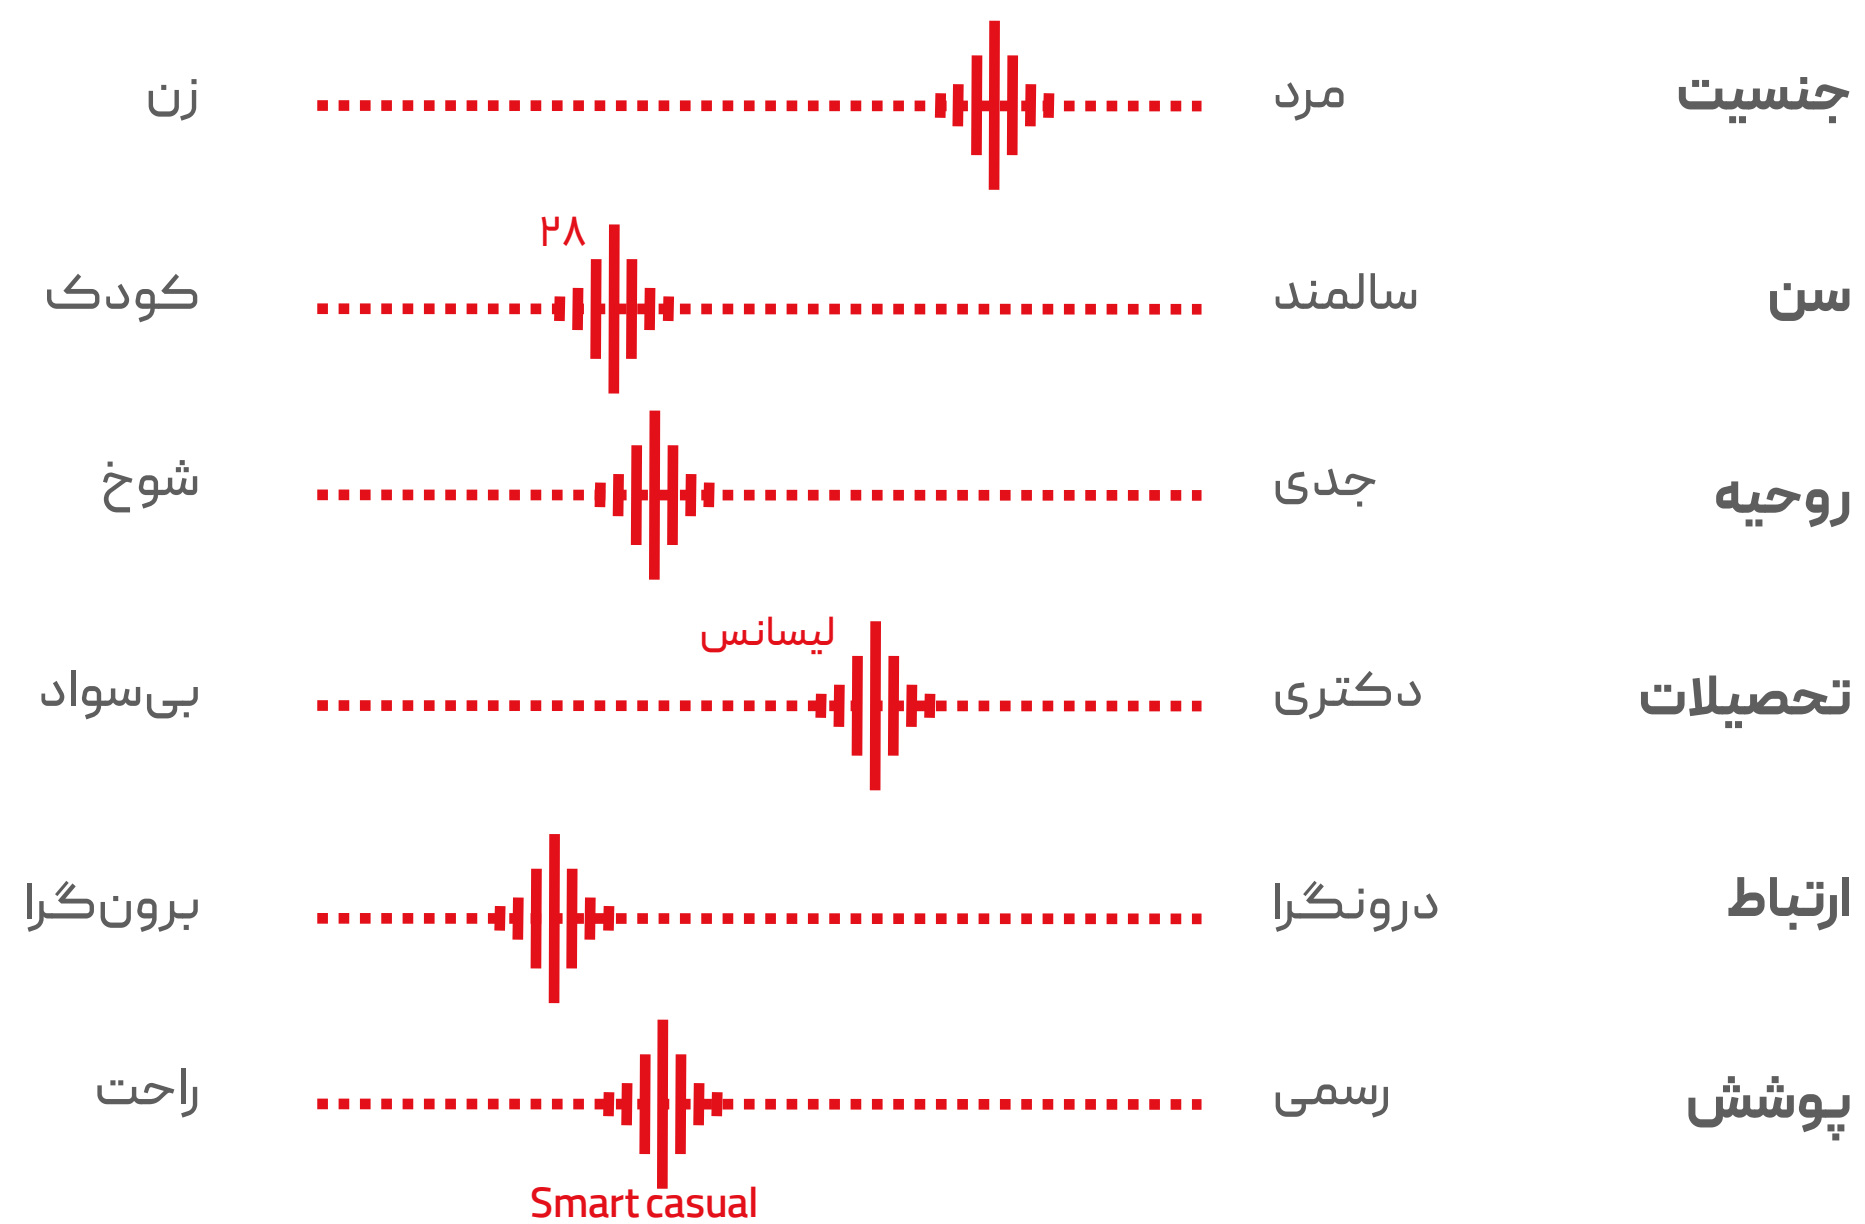 جنسیت
مرد
زن
سن
سالمند
۲۸
کودک
روحیه
جدی
شوخ
تحصیلات
دکتری
لیسانس
بی‌سواد
ارتباط
درونگرا
برون‌گرا
پوشش
رسمی
راحت
Smart casual